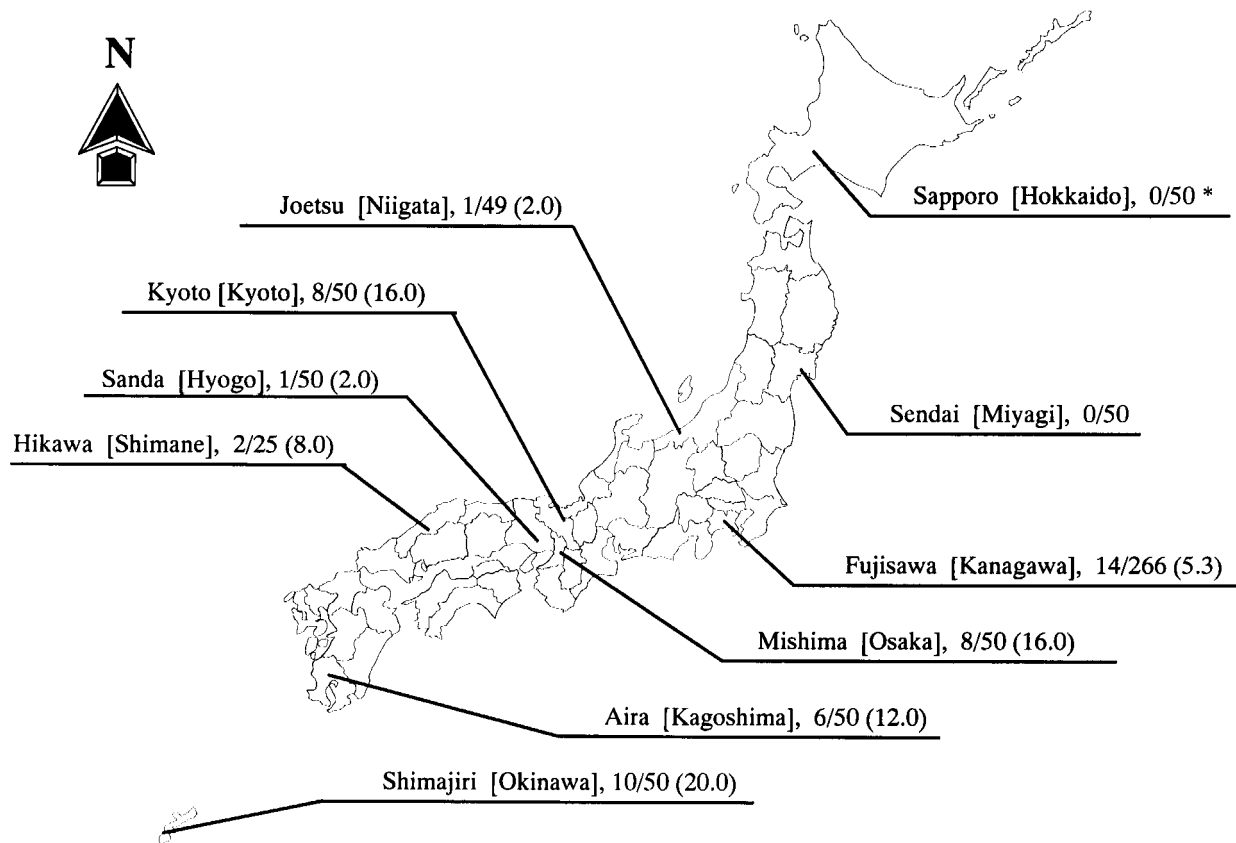 N
Joetsu [Niigata], 1/49 (2.0)
Sapporo [Hokkaido], 0/50 *
Kyoto [Kyoto], 8/50 (16.0)
Sanda [Hyogo], 1/50 (2.0)
Sendai [Miyagi], 0/50
Hikawa [Shimane], 2/25 (8.0)
Fujisawa [Kanagawa], 14/266 (5.3)
Mishima [Osaka], 8/50 (16.0)
Aira [Kagoshima], 6/50 (12.0)
Shimajiri [Okinawa], 10/50 (20.0)